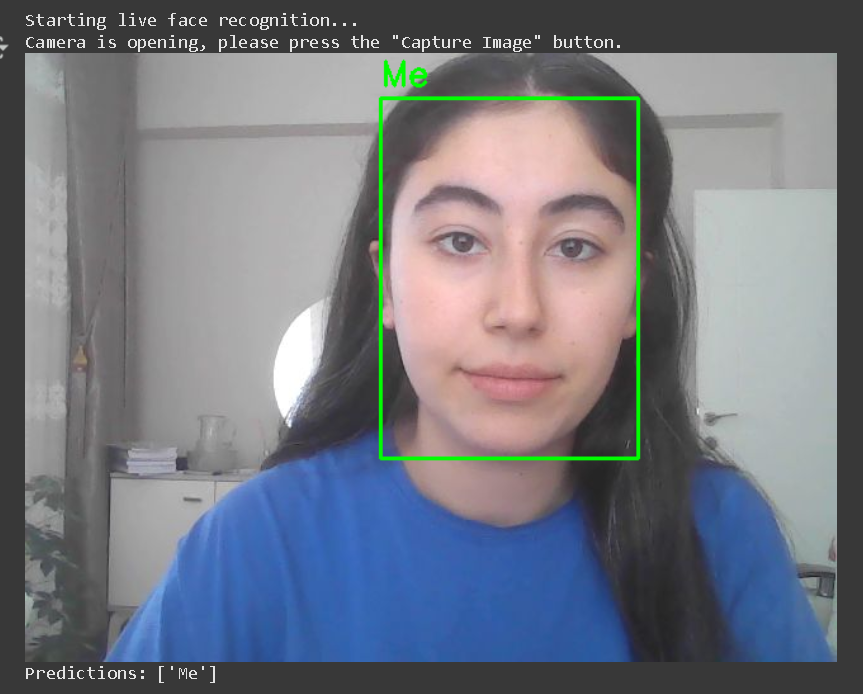 Starting live face recognition...
Camera is opening, please press the "Capture Image" button.
Me
Predictions: ['Me']